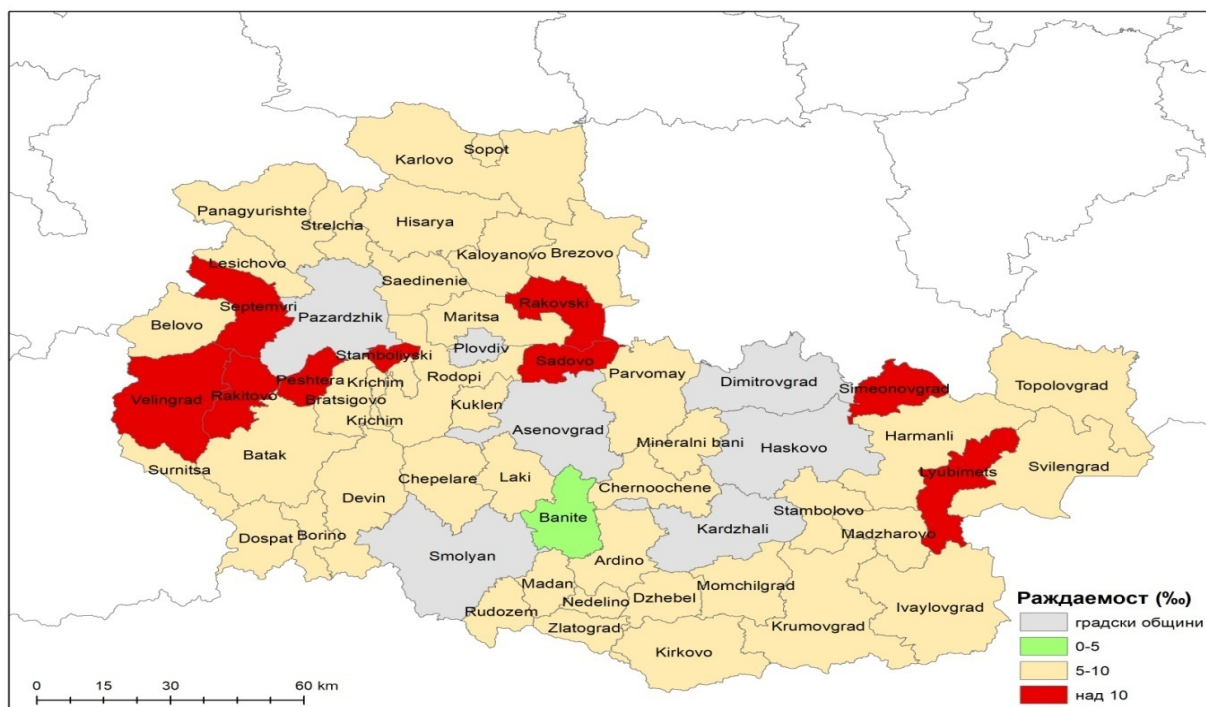 Sopot
Karlovo
Panagyurishte
Strelcha
Hisarya
Kaloyanovo
Brezovo
Lesichovo
Saedinenie
Septemvri
Pazardzhik
Rakovski
Maritsa
Belovo
Plovdiv
Stamboliyski
Sadovo
Rodopi
Parvomay
Dimitrovgrad
Simeonovgrad
Topolovgrad
Peshtera
Krichim
Velingrad
Rakitovo
Bratsigovo
Kuklen
Krichim
Asenovgrad
Mineralni bani
Haskovo
Harmanli
Batak
Surnitsa
Chepelare
Laki
Lyubimets
Svilengrad
Devin
Chernoochene
Banite
Kardzhali
Stambolovo
Madzharovo
Dospat
Borino
Smolyan
Ardino
Madan
Momchilgrad
Rudozem
Nedelino
Dzhebel
Ivaylovgrad
Zlatograd
Krumovgrad
Kirkovo
Раждаемост (‰)
градски общини
0-5
5-10
над 10
0 15 30 60 km